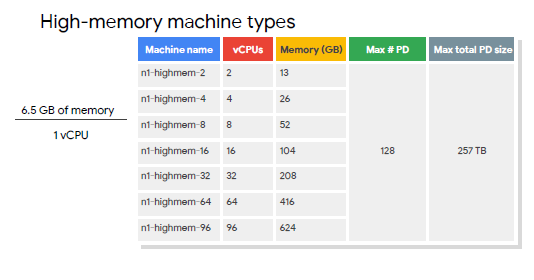 High-memory machine types
Machine name vCPUs Memory (GB) Max # PD Max total PD size
n1-highmem-2 2 13
n1-highmem-4 4 26
6.5 GB of memory
1 vCPU
n1-highmem-8 8 52
n1-highmem-16 16 104 128 257 TB
n1-highmem-32 32 208
n1-highmem-64 64 416
n1-highmem-96 96 624